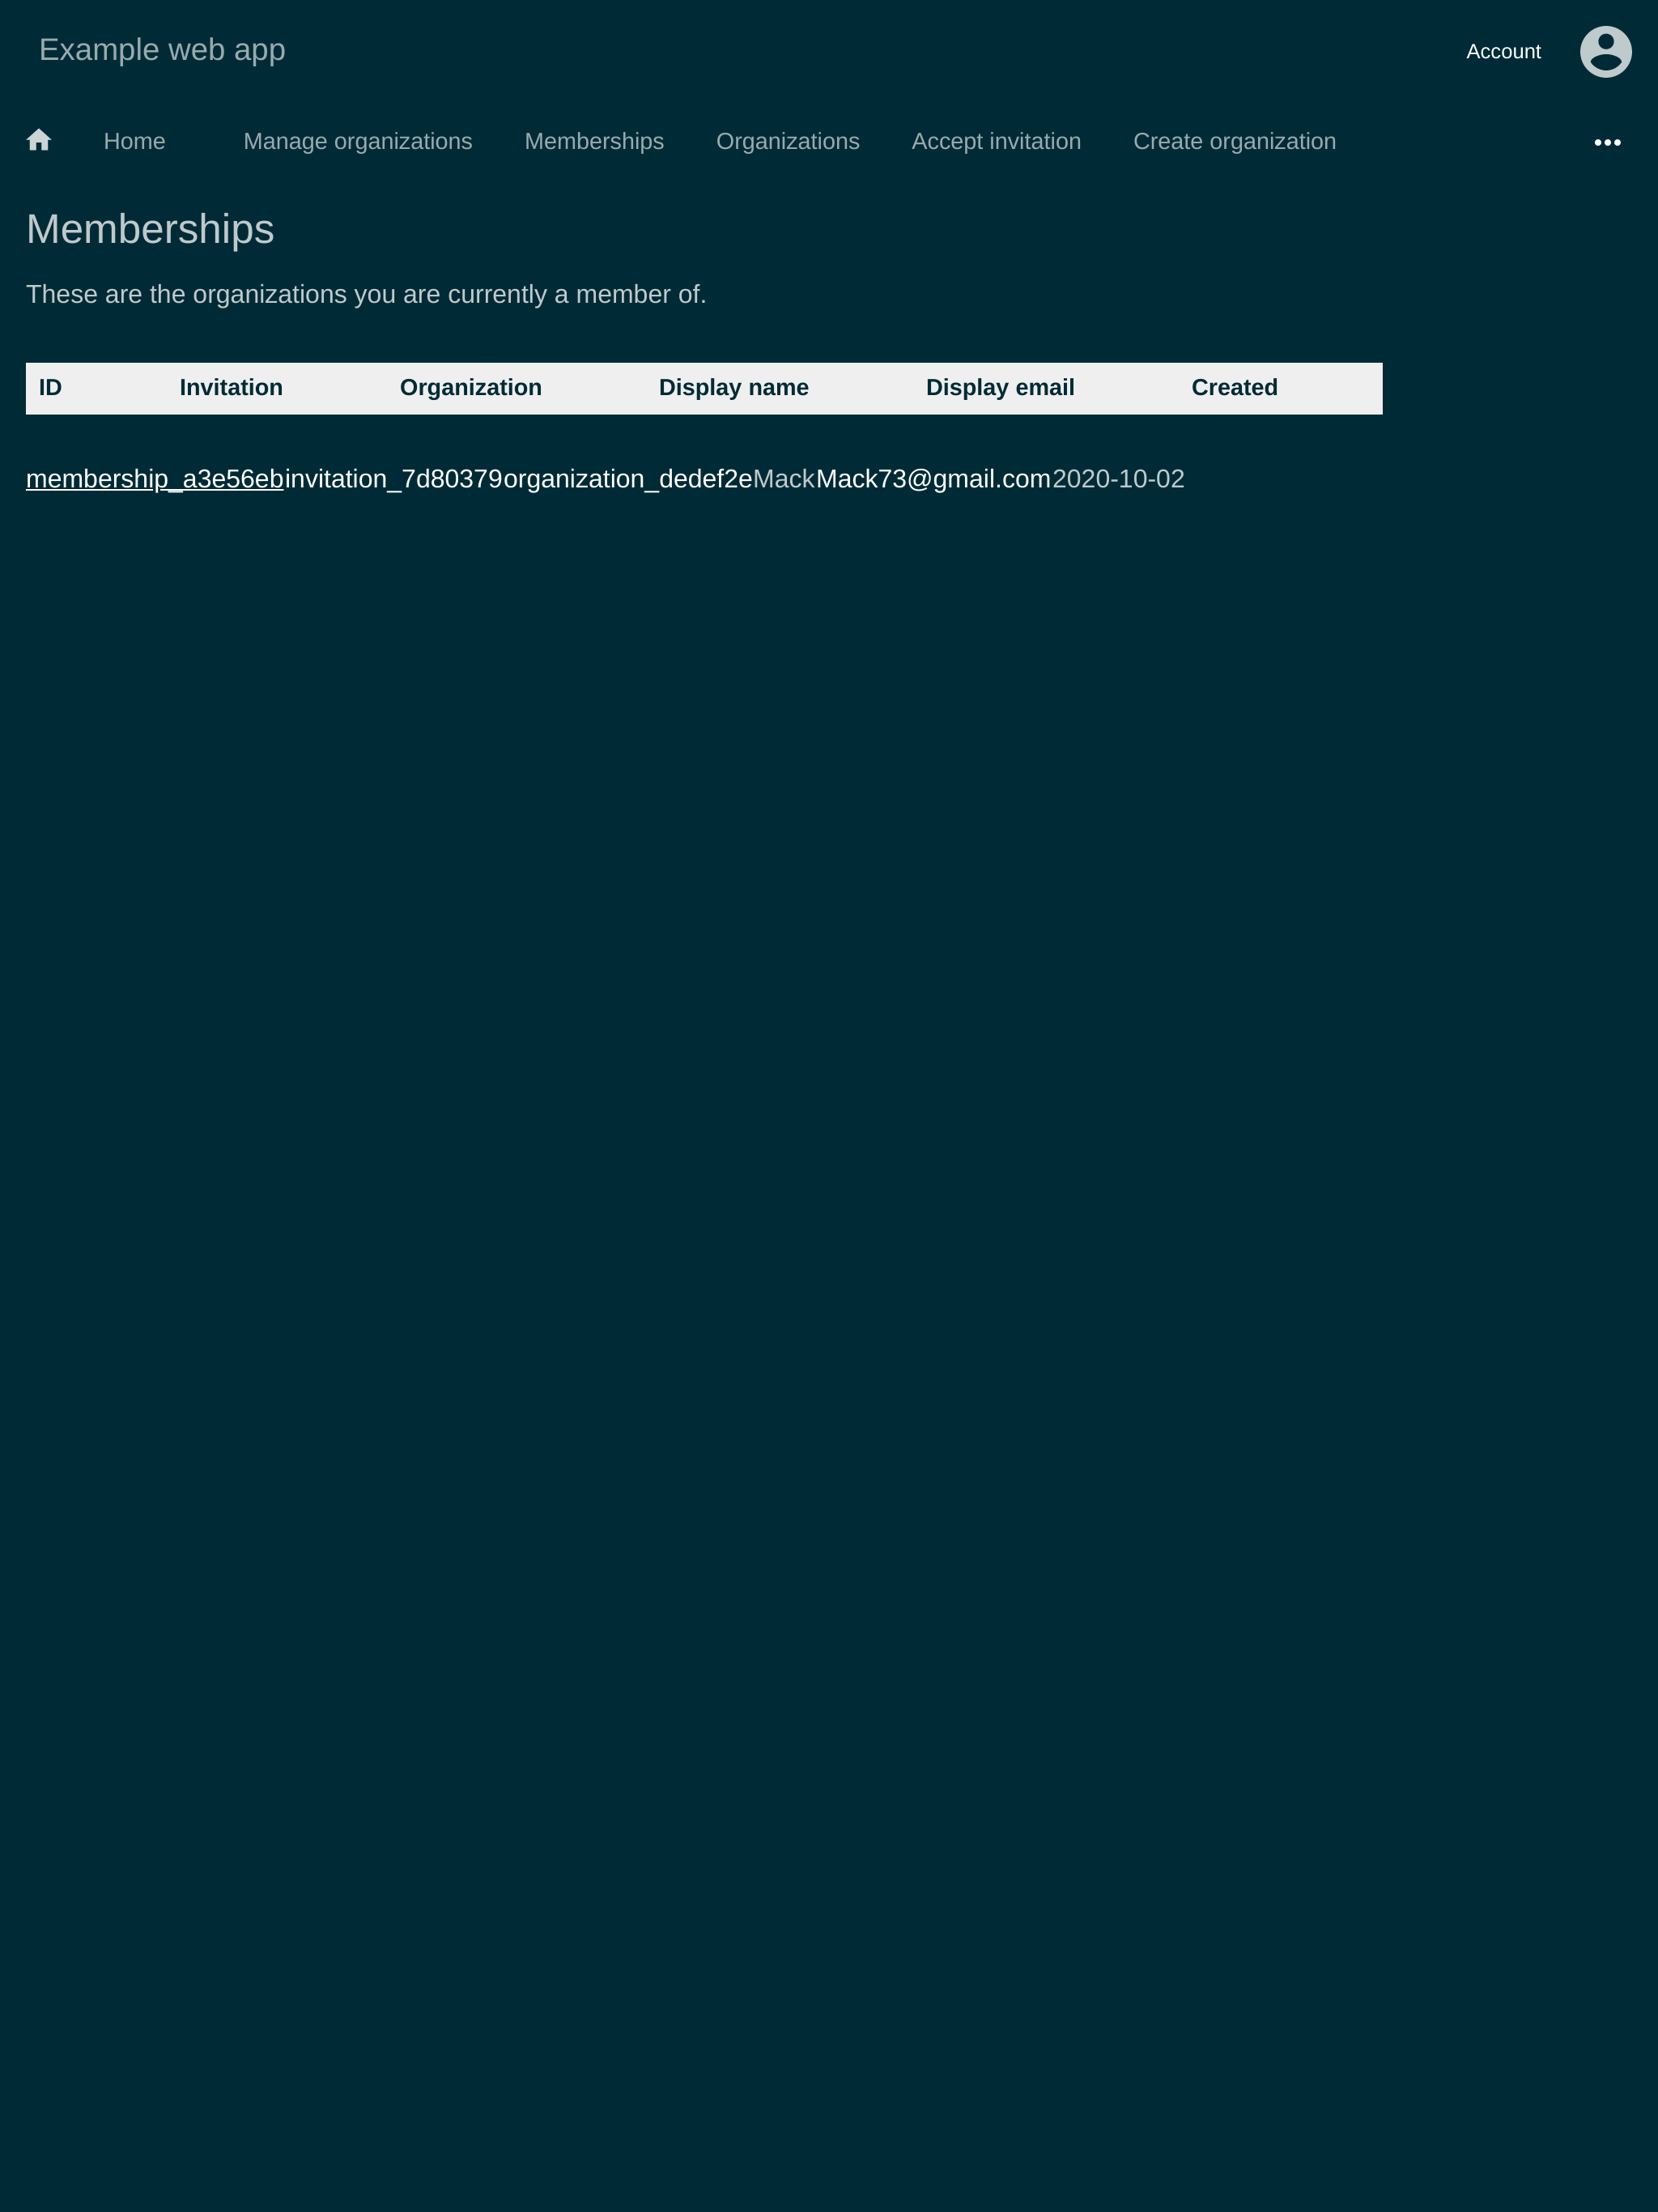 Example web app
Account
Home Manage organizations Memberships Organizations Accept invitation Create organization
Memberships
These are the organizations you are currently a member of.
ID Invitation Organization Display name Display email Created
membership_a3e56eb invitation_7d80379 organization_dedef2e Mack Mack73@gmail.com 2020-10-02